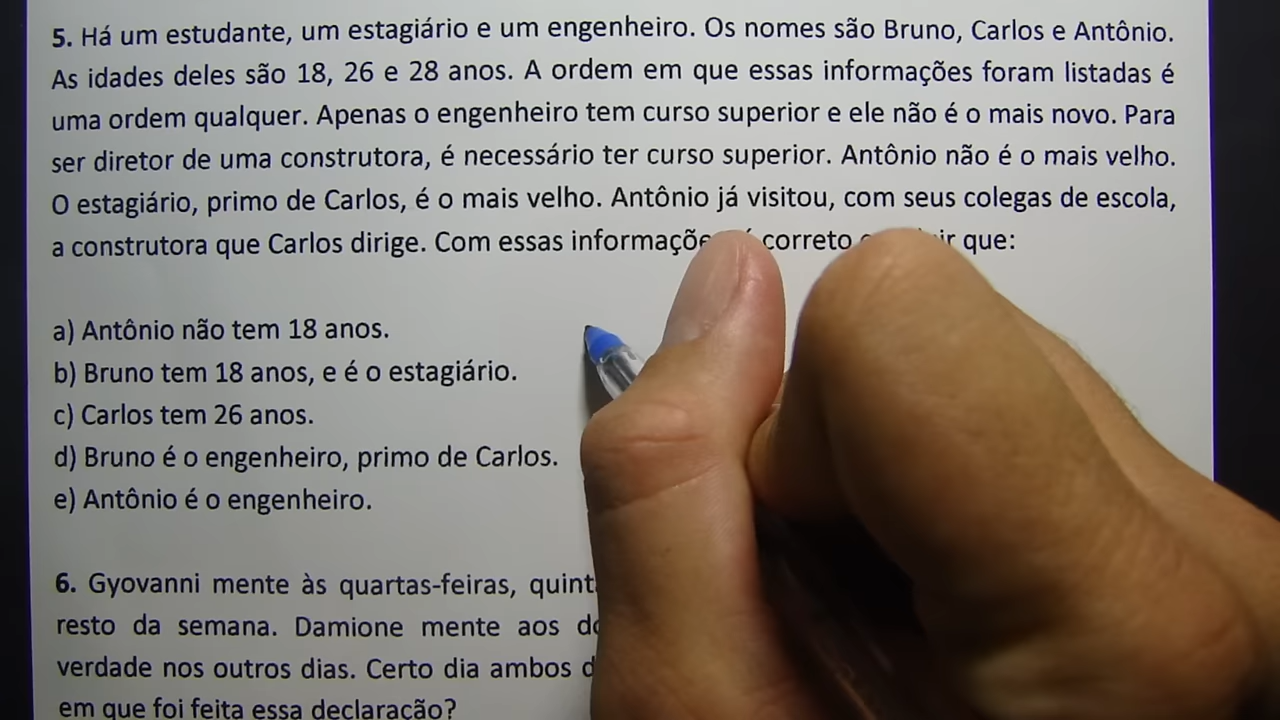 5. Há um estudante, um estagiário e um engenheiro. Os nomes são Bruno, Carlos e Antônio.
As idades deles são 18, 26 e 28 anos. A ordem em que essas informações foram listadas é
uma ordem qualquer. Apenas o engenheiro tem curso superior e ele não é o mais novo. Para
ser diretor de uma construtora, é necessário ter curso superior. Antônio não é o mais velho.
O estagiário, primo de Carlos, é o mais velho. Antônio já visitou, com seus colegas de escola,
a construtora que Carlos dirige. Com essas é correto que:
a) Antônio não tem 18 anos.
b) Bruno tem 18 anos, e é o estagiário.
c) Carlos tem 26 anos.
d) Bruno é o engenheiro, primo de Carlos.
e) Antônio é o engenheiro.
6. Gyovanni mente às quartas-feiras,
resto da semana. Damione mente aos
verdade nos outros dias. Certo dia ambos
em que foi feita essa declaração?